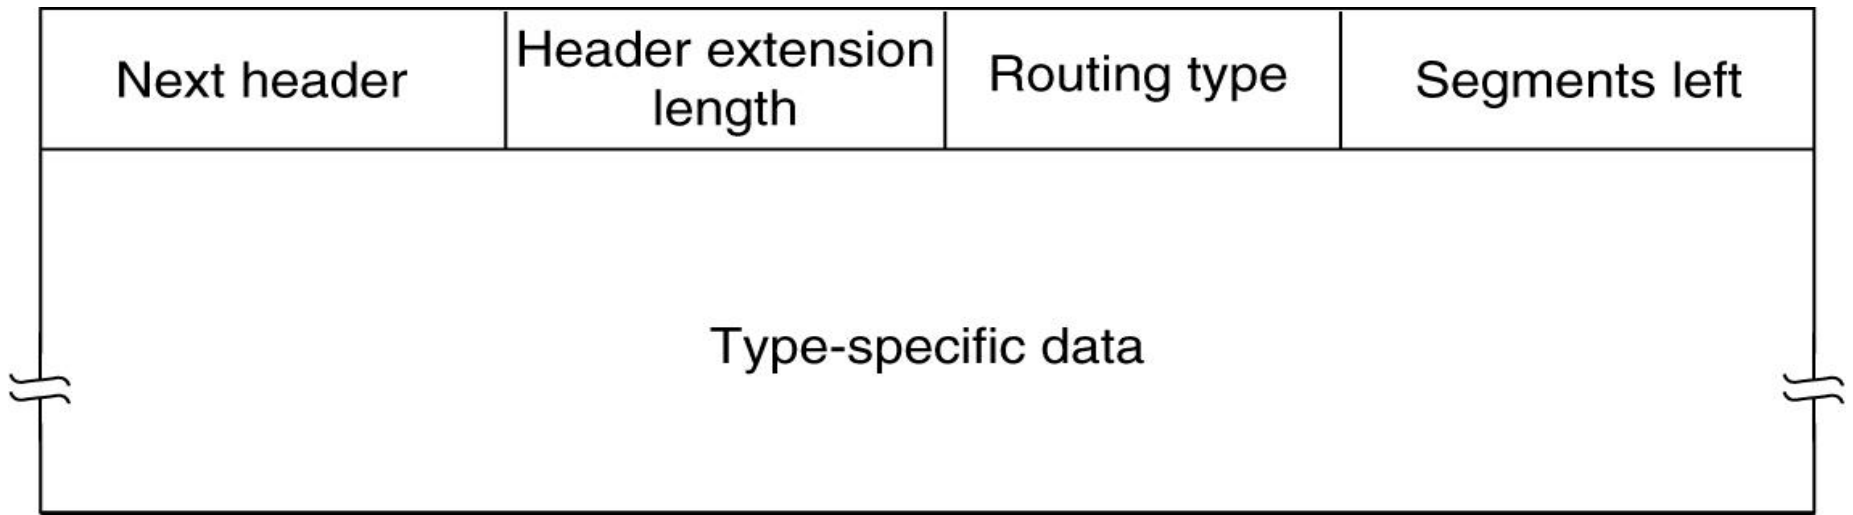 Next header
Header extension
length
Routing type
Segments left
Type-specific data